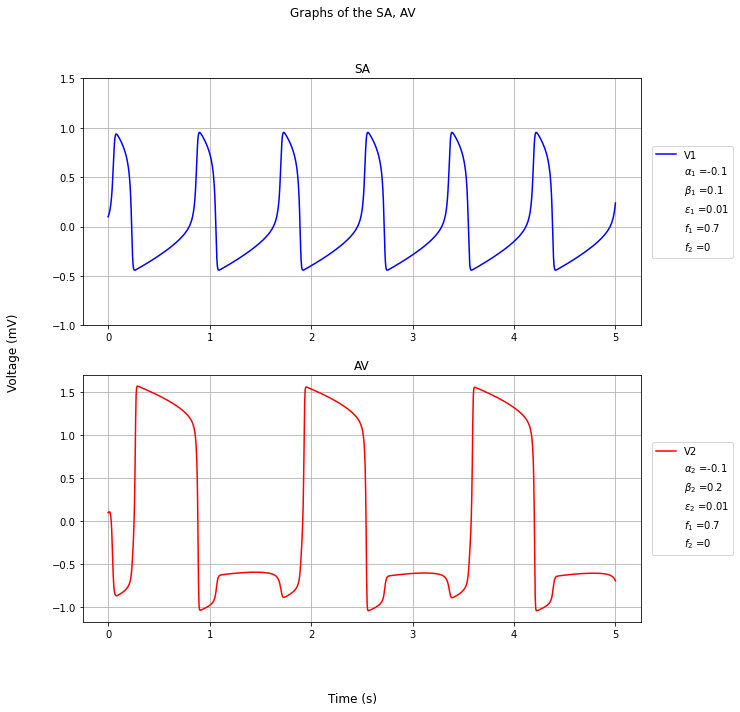 Graphs of the SA, AV
SA
1.5
1.0
0.5
0.0
−0.5
−1.0
0 1 2 3 4 5
V1
α₁ =-0.1
β₁ =0.1
ε₁ =0.01
f₁ =0.7
f₂ =0
Voltage (mV)
AV
1.5
1.0
0.5
0.0
−0.5
−1.0
0 1 2 3 4 5
V2
α₂ =-0.1
β₂ =0.2
ε₂ =0.01
f₁ =0.7
f₂ =0
Time (s)